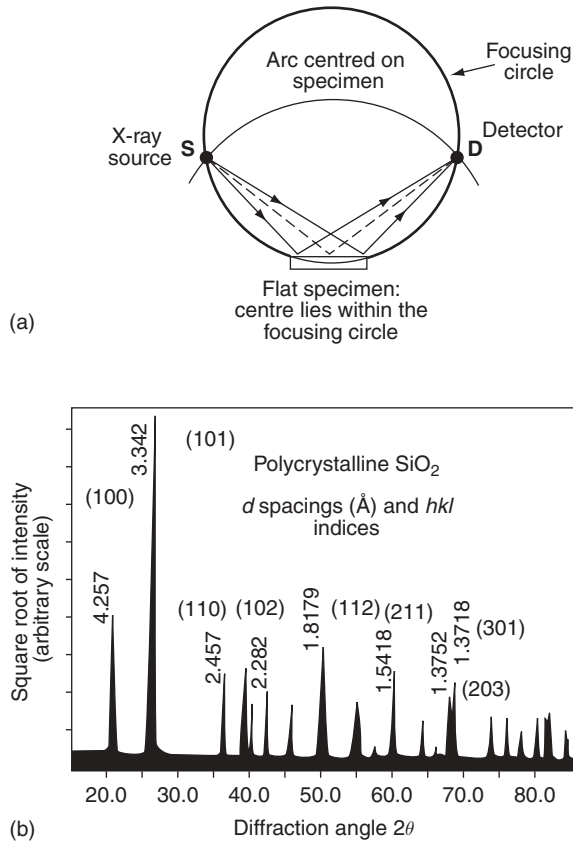 Arc centred on
specimen
Focusing
circle
X-ray
source
S
D
Detector
Flat specimen:
centre lies within the
focusing circle
(a)
Square root of intensity
(arbitrary scale)
Polycrystalline SiO2
d spacings (Å) and hkl
indices
(100)
4.257
3.342
(101)
(110)
2.457
(102)
2.282
1.8179
(112)
(211)
1.5418
1.3752
1.3718
(301)
(203)
20.0 30.0 40.0 50.0 60.0 70.0 80.0
Diffraction angle 2θ
(b)